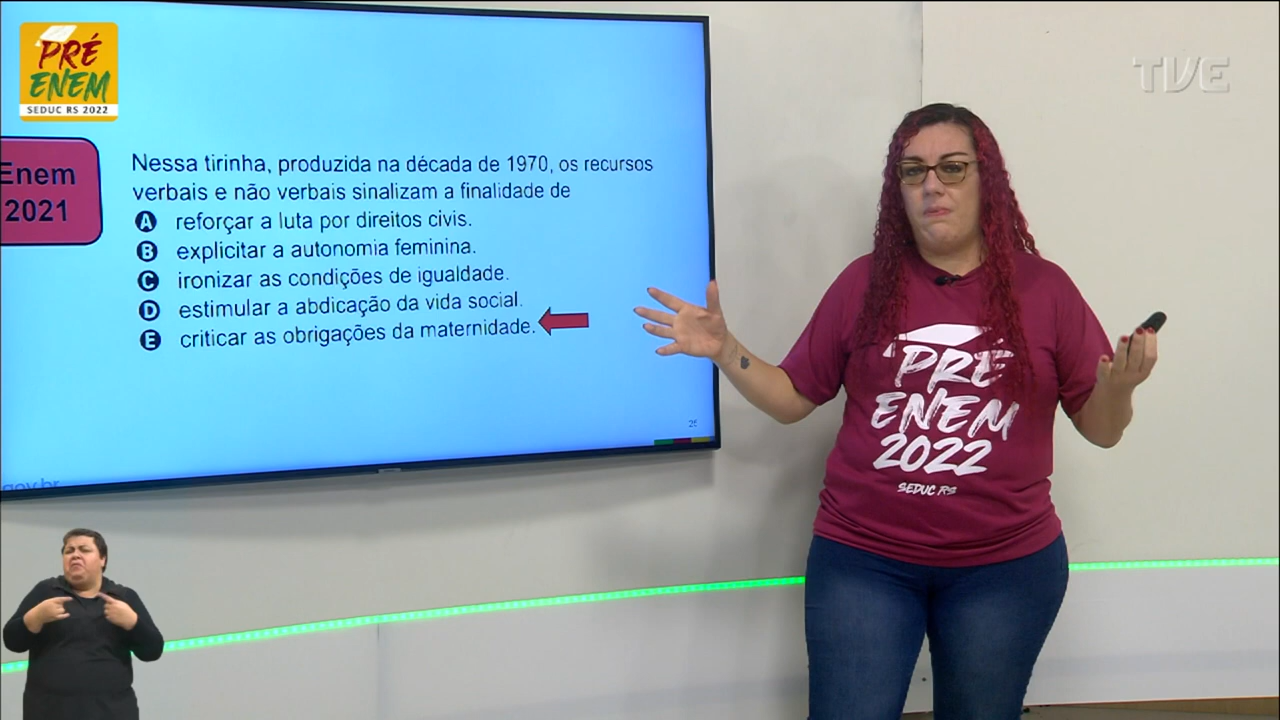 PRÉ
ENEM
SEDUC RS 2022
TVE
Enem
2021
Nessa tirinha, produzida na década de 1970, os recursos
verbais e não verbais sinalizam a finalidade de
A reforçar a luta por direitos civis.
B explicitar a autonomia feminina.
C ironizar as condições de igualdade.
D estimular a abdicação da vida social.
E criticar as obrigações da maternidade.
gov.br
PRÉ
ENEM
2022
SEDUC RS